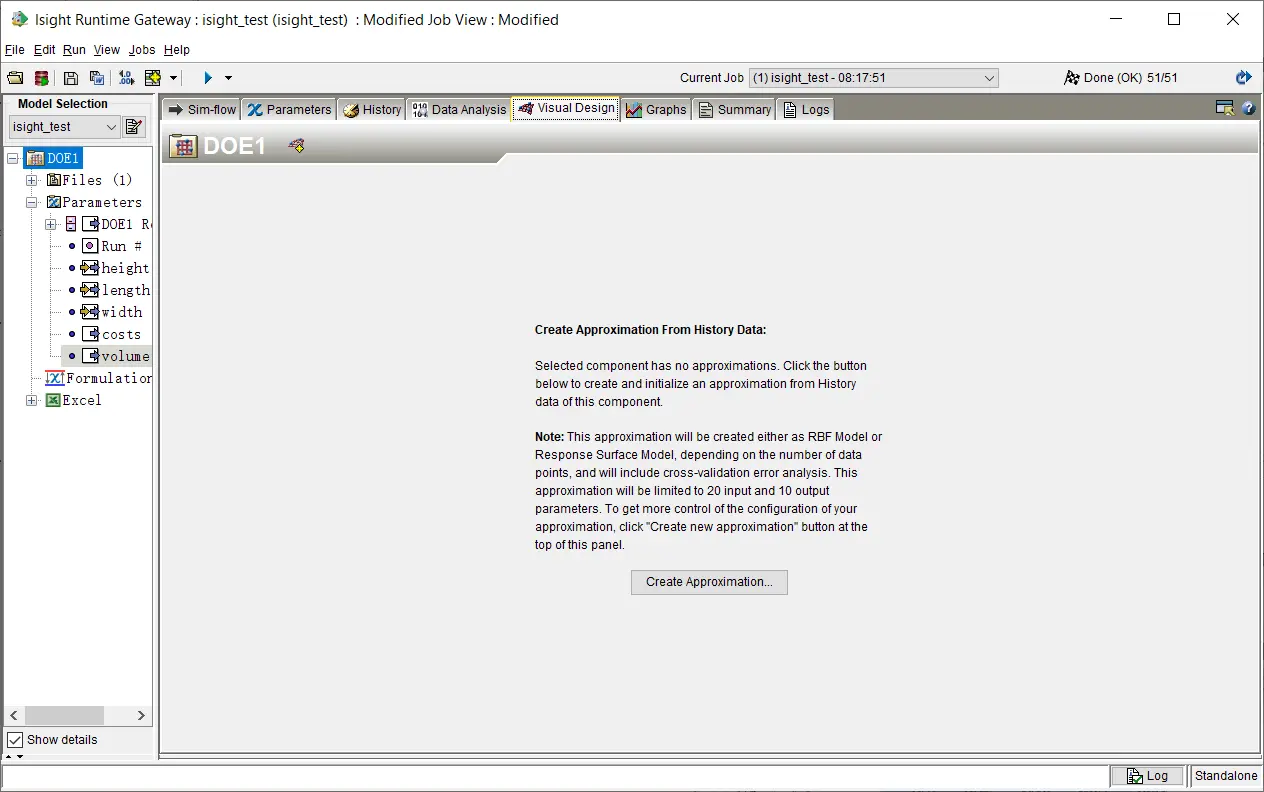 Isight Runtime Gateway : isight_test (isight_test) : Modified Job View : Modified
File Edit Run View Jobs Help
Current Job (1) isight_test - 08:17:51 Done (OK) 51/51
Model Selection
isight_test
Sim-flow Parameters History Data Analysis Visual Design Graphs Summary Logs
DOE1
DOE1
Files (1)
Parameters
DOE1 R
Run #
height
length
width
costs
volume
Formulation
Excel
Create Approximation From History Data:
Selected component has no approximations. Click the button
below to create and initialize an approximation from History
data of this component.
Note: This approximation will be created either as RBF Model or
Response Surface Model, depending on the number of data
points, and will include cross-validation error analysis. This
approximation will be limited to 20 input and 10 output
parameters. To get more control of the configuration of your
approximation, click "Create new approximation" button at the
top of this panel.
Create Approximation...
Show details
Log Standalone